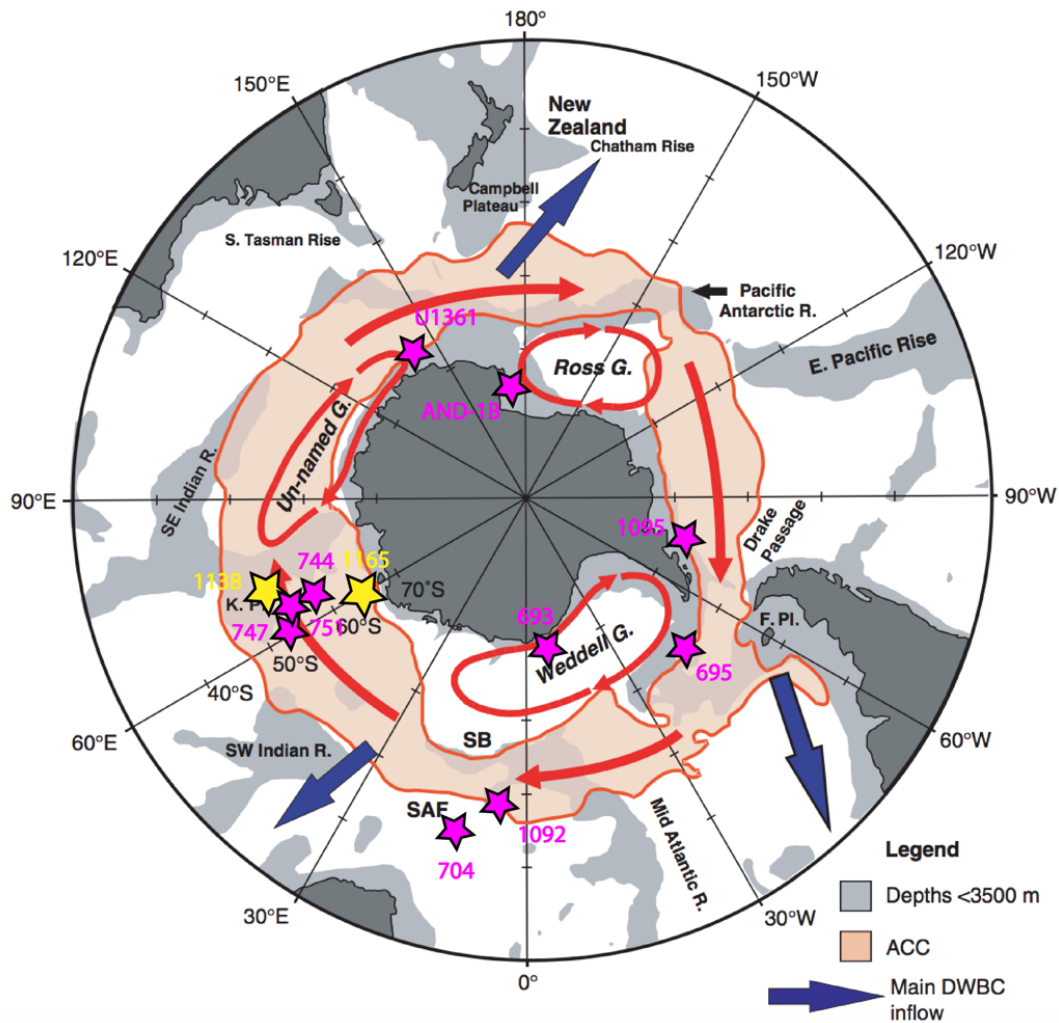 180°
150°E
150°W
New
Zealand
Chatham Rise
Campbell
Plateau
S. Tasman Rise
120°E
120°W
Pacific
Antarctic R.
U1361
Ross G.
E. Pacific Rise
AND-1B
Un-named G.
SE Indian R.
90°E
90°W
1095
Drake
Passage
744
1165
1138
70°S
K. P
747
751
60°S
693
F. Pl.
Weddell G.
695
50°S
40°S
60°E
60°W
SW Indian R.
SB
SAF
1092
704
Mid Atlantic R.
30°E
30°W
0°
Legend
Depths <3500 m
ACC
Main DWBC
inflow